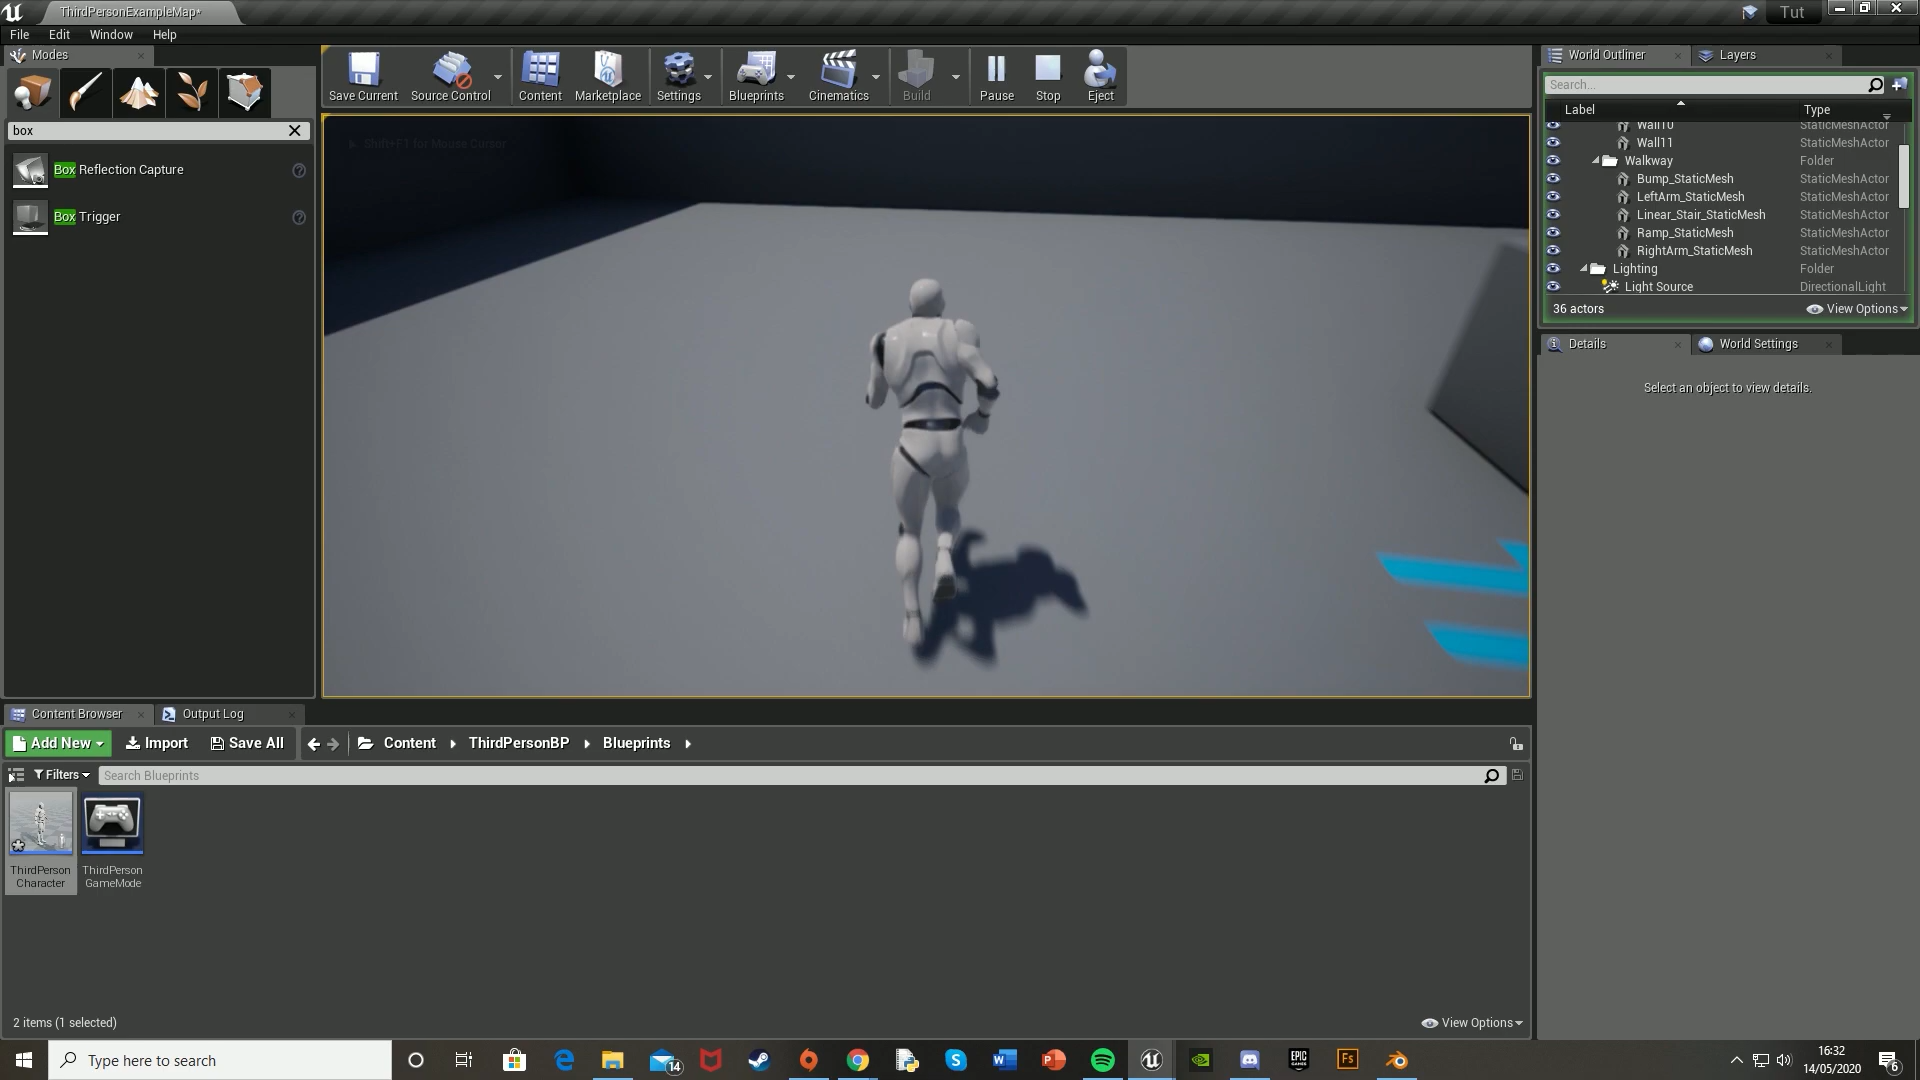 ThirdPersonExampleMap*
Tut
File Edit Window Help
Modes
box
Box Reflection Capture
Box Trigger
Save Current
Source Control
Content
Marketplace
Settings
Blueprints
Cinematics
Build
Pause
Stop
Eject
Shift+F1 for Mouse Cursor
World Outliner
Layers
Search...
Label Type
Wall10 StaticMeshActor
Wall11 StaticMeshActor
Walkway Folder
Bump_StaticMesh StaticMeshActor
LeftArm_StaticMesh StaticMeshActor
Linear_Stair_StaticMesh StaticMeshActor
Ramp_StaticMesh StaticMeshActor
RightArm_StaticMesh StaticMeshActor
Lighting Folder
Light Source DirectionalLight
36 actors
View Options
Details
World Settings
Select an object to view details.
Content Browser
Output Log
Add New
Import
Save All
Content
ThirdPersonBP
Blueprints
Filters
Search Blueprints
ThirdPerson
Character
ThirdPerson
GameMode
2 items (1 selected)
View Options
Type here to search
14
EPIC
GAMES
Fs
16:32
14/05/2020
6